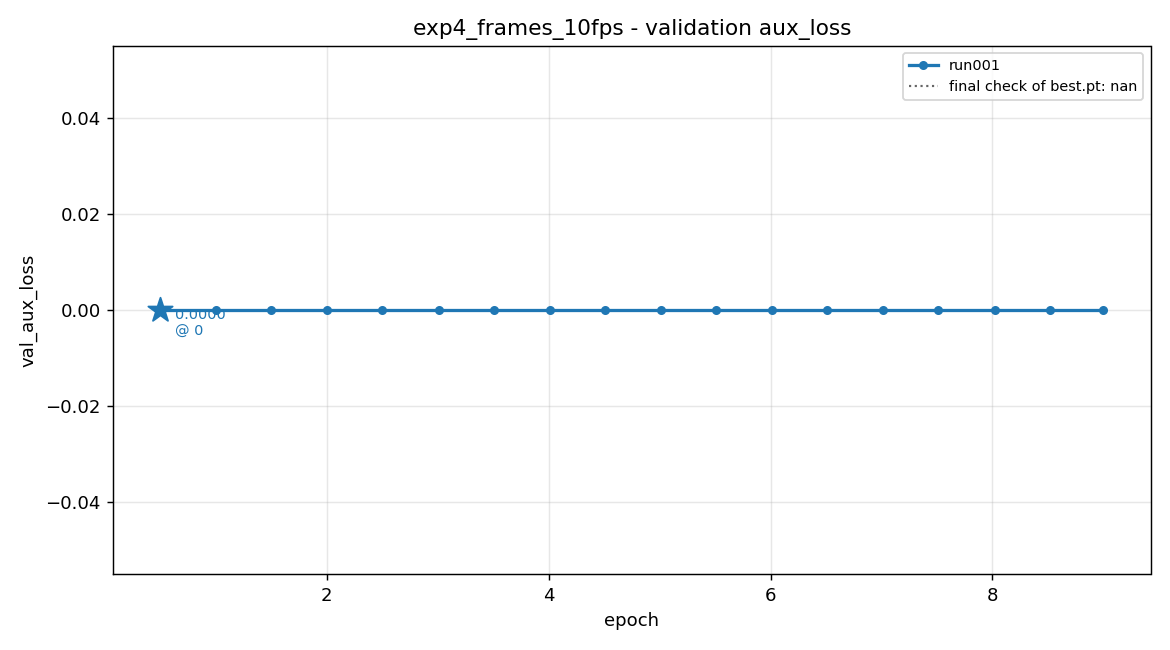 exp4_frames_10fps - validation aux_loss
run001
final check of best.pt: nan
0.04
0.02
0.00
−0.02
−0.04
val_aux_loss
0.0000
@ 0
2
4
6
8
epoch